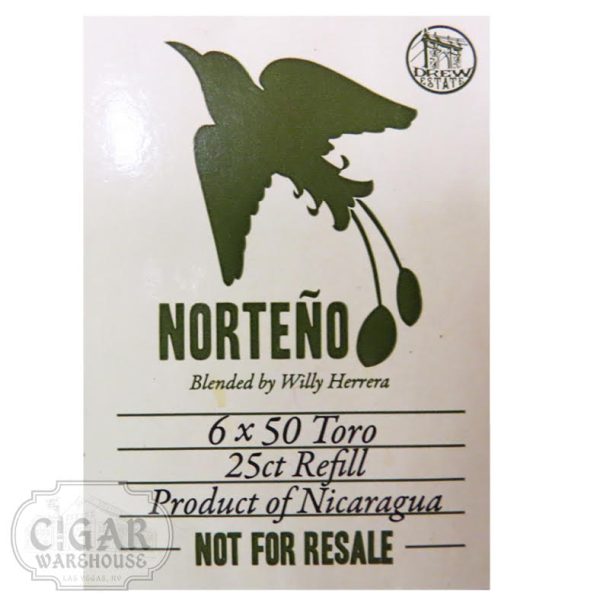 DREW
ESTATE
NORTEÑO
Blended by Willy Herrera
6 x 50 Toro
25ct Refill
Product of Nicaragua
NOT FOR RESALE
CIGAR
WAREHOUSE
LAS VEGAS, NV